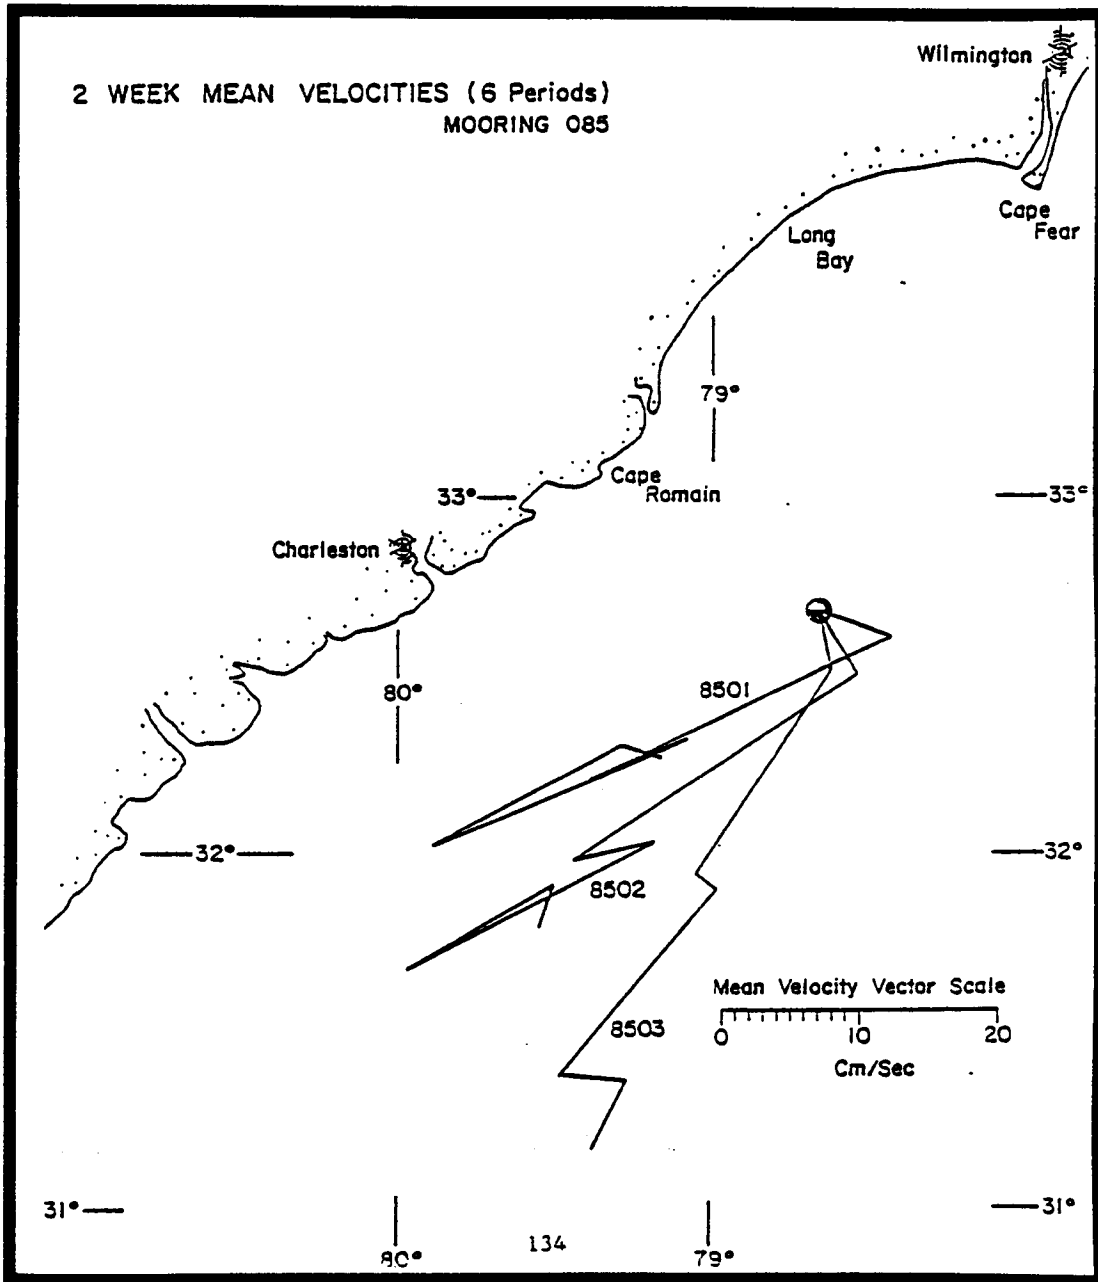 Wilmington
2 WEEK MEAN VELOCITIES (6 Periods)
MOORING 085
Cape
Fear
Long
Bay
79°
Cape
Romain
33°
33°
Charleston
80°
8501
32°
32°
8502
Mean Velocity Vector Scale
8503
0 10 20
Cm/Sec
31°
31°
134
80°
79°